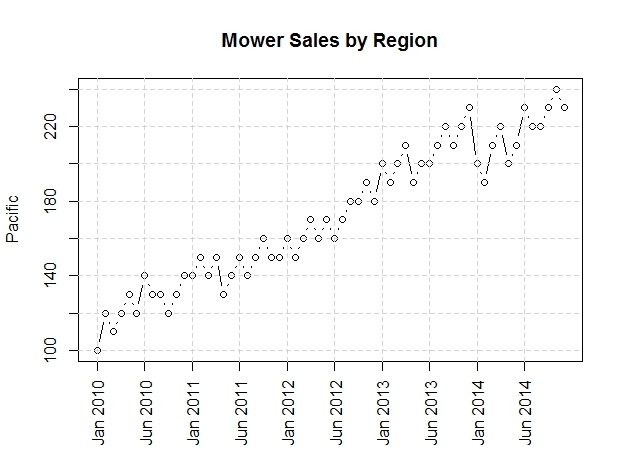 Mower Sales by Region
Pacific
220
180
140
100
Jan 2010
Jun 2010
Jan 2011
Jun 2011
Jan 2012
Jun 2012
Jan 2013
Jun 2013
Jan 2014
Jun 2014